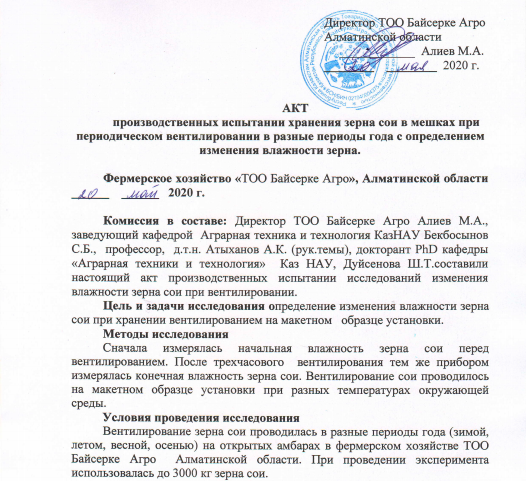 Директор ТОО Байсерке Агро
Алматинской области
Алиев М.А.
20 мая 2020 г.
АКТ
производственных испытании хранения зерна сои в мешках при
периодическом вентилировании в разные периоды года с определением
изменения влажности зерна.
Фермерское хозяйство «ТОО Байсерке Агро», Алматинской области
20 май 2020 г.
Комиссия в составе: Директор ТОО Байсерке Агро Алиев М.А.,
заведующий кафедрой Аграрная техника и технология КазНАУ Бекбосынов
С.Б., профессор, д.т.н. Атыханов А.К. (рук.темы), докторант PhD кафедры
«Аграрная техники и технология» Каз НАУ, Дуйсенова Ш.Т.составили
настоящий акт производственных испытании исследований изменения
влажности зерна сои при вентилировании.
Цель и задачи исследования определение изменения влажности зерна
сои при хранении вентилированием на макетном образце установки.
Методы исследования
Сначала измерялась начальная влажность зерна сои перед
вентилированием. После трехчасового вентилирования тем же прибором
измерялась конечная влажность зерна сои. Вентилирование сои проводилось
на макетном образце установки при разных температурах окружающей
среды.
Условия проведения исследования
Вентилирование зерна сои проводилась в разные периоды года (зимой,
летом, весной, осенью) на открытых амбарах в фермерском хозяйстве ТОО
Байсерке Агро Алматинской области. При проведении эксперимента
использовалась до 3000 кг зерна сои.